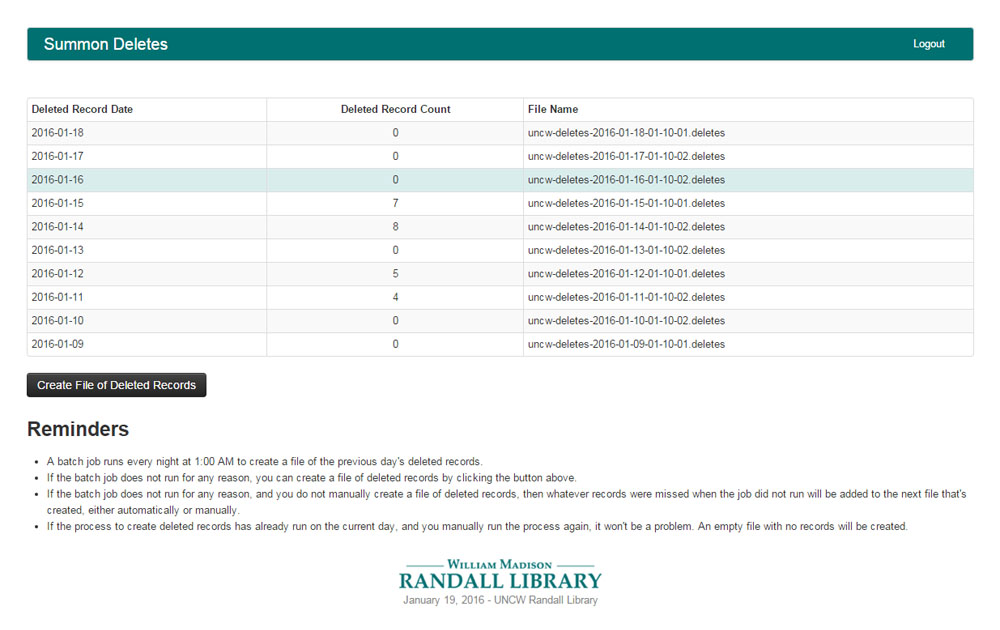 Summon Deletes Logout
Deleted Record Date Deleted Record Count File Name
2016-01-18 0 uncw-deletes-2016-01-18-01-10-01.deletes
2016-01-17 0 uncw-deletes-2016-01-17-01-10-02.deletes
2016-01-16 0 uncw-deletes-2016-01-16-01-10-02.deletes
2016-01-15 7 uncw-deletes-2016-01-15-01-10-01.deletes
2016-01-14 8 uncw-deletes-2016-01-14-01-10-02.deletes
2016-01-13 0 uncw-deletes-2016-01-13-01-10-02.deletes
2016-01-12 5 uncw-deletes-2016-01-12-01-10-01.deletes
2016-01-11 4 uncw-deletes-2016-01-11-01-10-02.deletes
2016-01-10 0 uncw-deletes-2016-01-10-01-10-02.deletes
2016-01-09 0 uncw-deletes-2016-01-09-01-10-01.deletes
Create File of Deleted Records
Reminders
• A batch job runs every night at 1:00 AM to create a file of the previous day's deleted records.
• If the batch job does not run for any reason, you can create a file of deleted records by clicking the button above.
• If the batch job does not run for any reason, and you do not manually create a file of deleted records, then whatever records were missed when the job did not run will be added to the next file that's
created, either automatically or manually.
• If the process to create deleted records has already run on the current day, and you manually run the process again, it won't be a problem. An empty file with no records will be created.
WILLIAM MADISON
RANDALL LIBRARY
January 19, 2016 - UNCW Randall Library